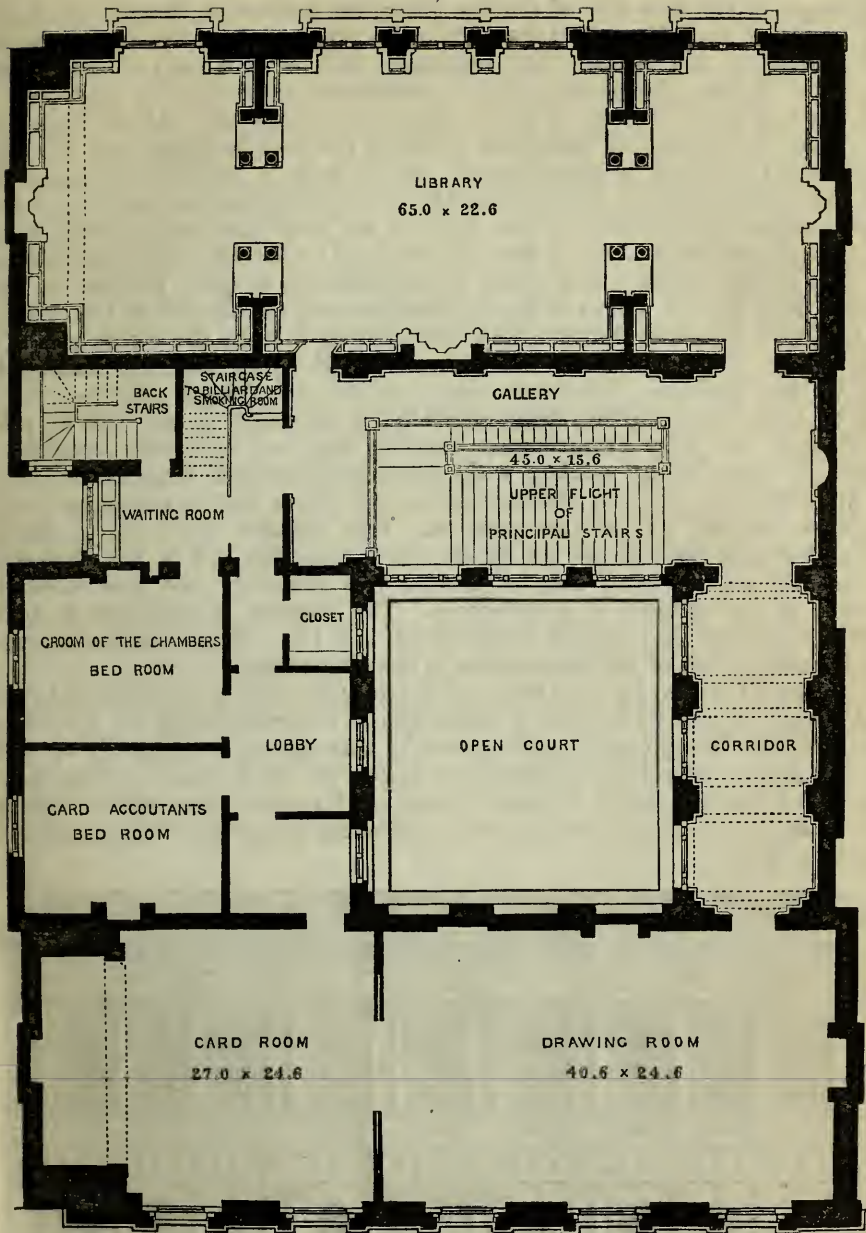 LIBRARY
65.0 x 22.6
BACK
STAIRS
STAIRCASE
TO BILLIARD AND
SMOKING ROOM
GALLERY
45.0 x 15.6
UPPER FLIGHT
OF
PRINCIPAL STAIRS
WAITING ROOM
CLOSET
GROOM OF THE CHAMBERS
BED ROOM
LOBBY
OPEN COURT
CORRIDOR
CARD ACCOUTANTS
BED ROOM
CARD ROOM
27.0 x 24.6
DRAWING ROOM
40.6 x 24.6